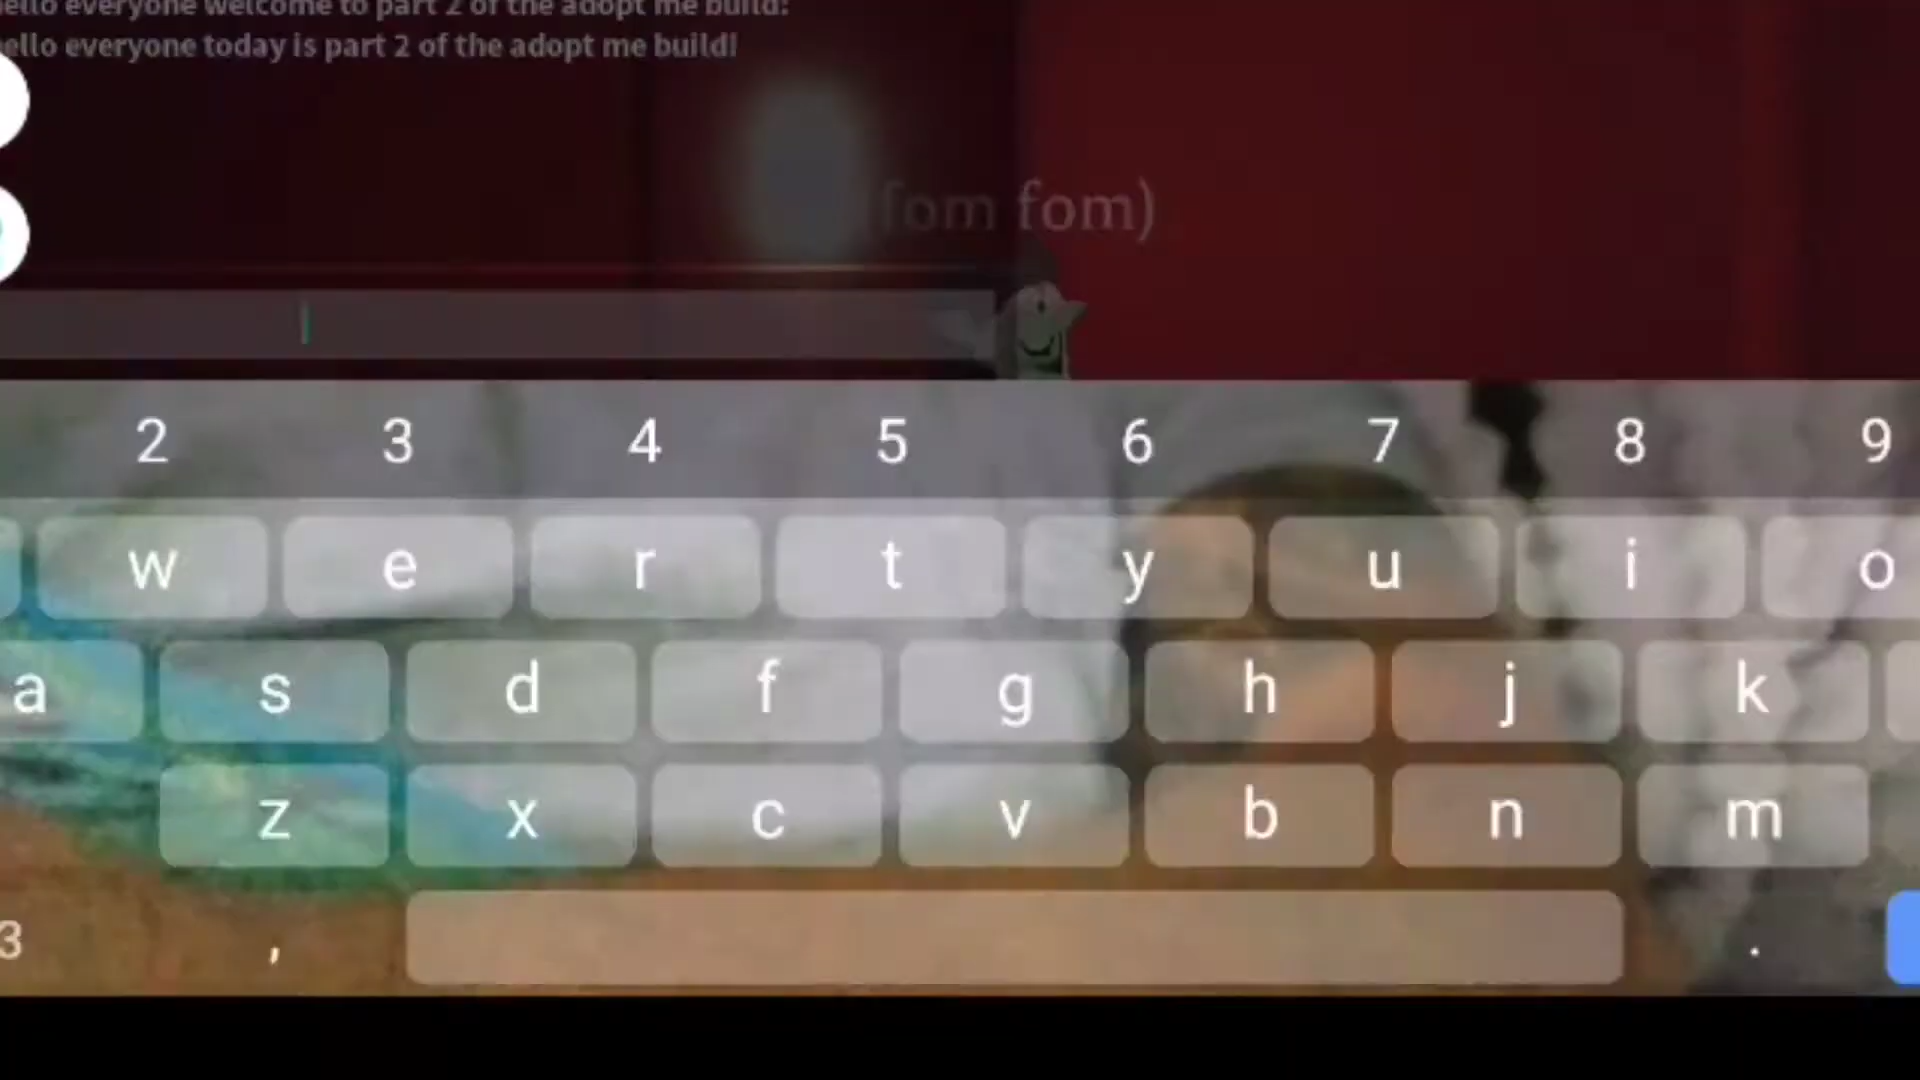 ello everyone welcome to part 2 of the adopt me build!
ello everyone today is part 2 of the adopt me build!
fom fom)
2 3 4 5 6 7 8 9
w e r t y u i o
a s d f g h j k
z x c v b n m
3 , .